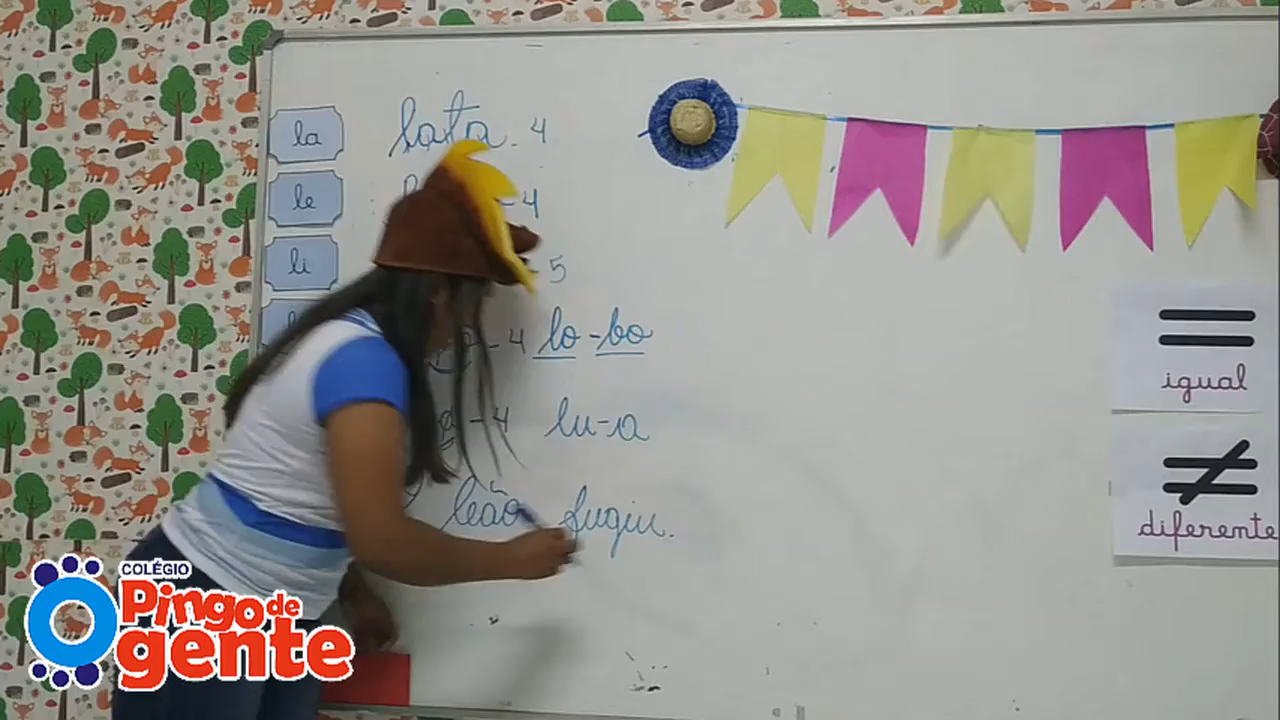 la lata. 4
le -4
li 5
-4 lo-bo
-4 lu-a
leão fugiu.
igual
diferente
COLÉGIO
Pingo de
gente